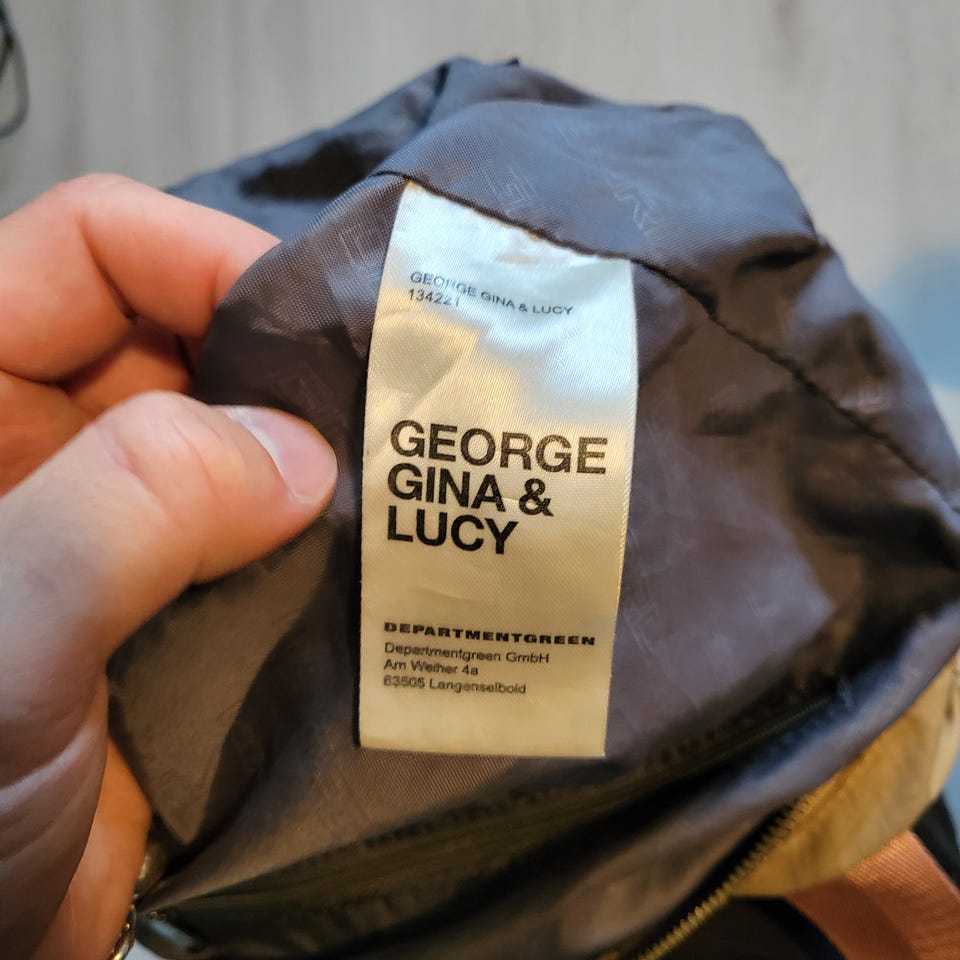 GEORGE GINA & LUCY
134221
GEORGE
GINA &
LUCY
DEPARTMENTGREEN
Departmentgreen GmbH
Am Weiher 4a
63505 Langenselbold